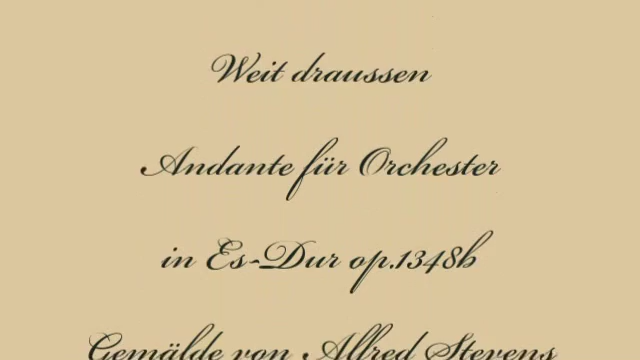 Weit draussen
Andante für Orchester
in Es-Dur op.1348b
Gemälde von Alfred Stevens